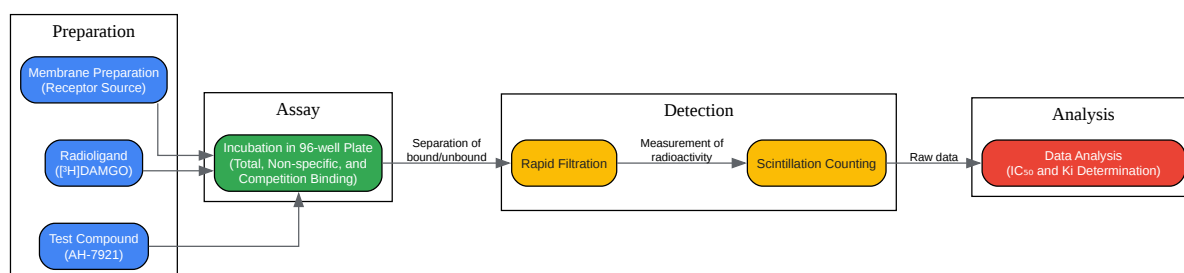 Preparation
Membrane Preparation
(Receptor Source)
Radioligand
([³H]DAMGO)
Test Compound
(AH-7921)
Assay
Incubation in 96-well Plate
(Total, Non-specific, and
Competition Binding)
Separation of
bound/unbound
Detection
Rapid Filtration
Measurement of
radioactivity
Scintillation Counting
Raw data
Analysis
Data Analysis
(IC₅₀ and Ki Determination)